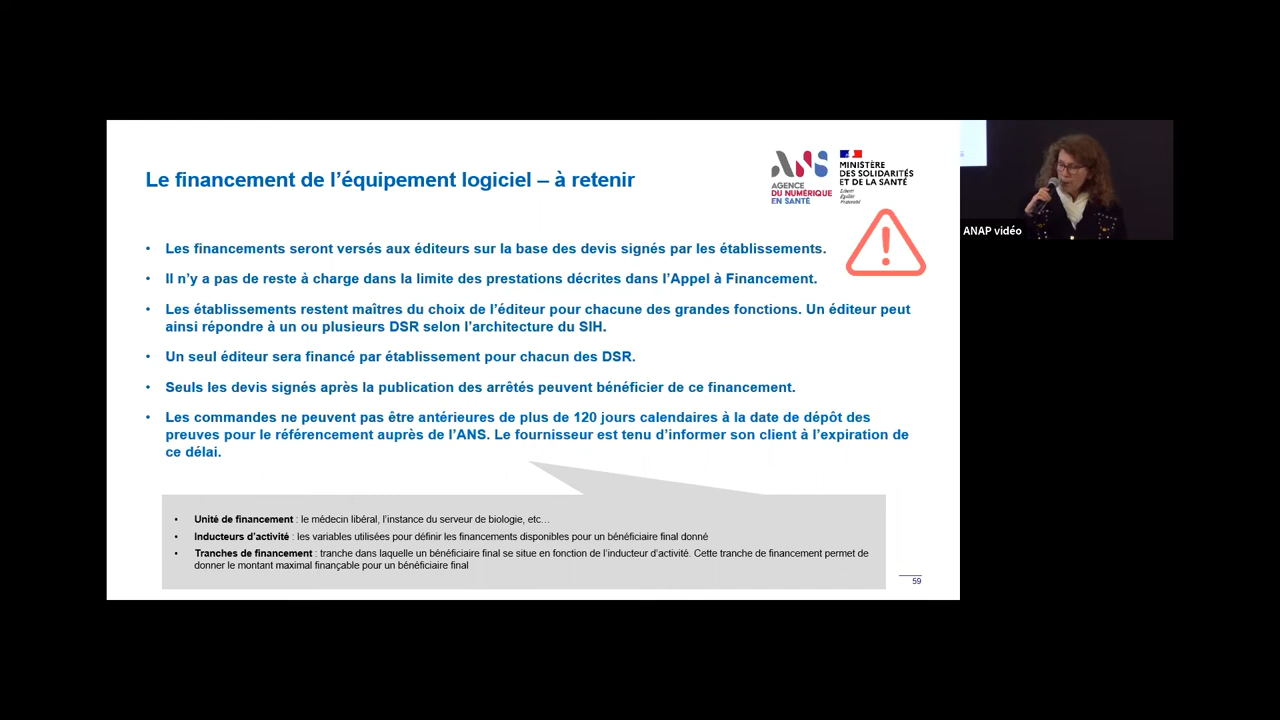 Le financement de l'équipement logiciel – à retenir
ANS
AGENCE
DU NUMÉRIQUE
EN SANTÉ
MINISTÈRE
DES SOLIDARITÉS
ET DE LA SANTÉ
Liberté
Égalité
Fraternité
• Les financements seront versés aux éditeurs sur la base des devis signés par les établissements.
• Il n'y a pas de reste à charge dans la limite des prestations décrites dans l'Appel à Financement.
• Les établissements restent maîtres du choix de l'éditeur pour chacune des grandes fonctions. Un éditeur peut
ainsi répondre à un ou plusieurs DSR selon l'architecture du SIH.
• Un seul éditeur sera financé par établissement pour chacun des DSR.
• Seuls les devis signés après la publication des arrêtés peuvent bénéficier de ce financement.
• Les commandes ne peuvent pas être antérieures de plus de 120 jours calendaires à la date de dépôt des
preuves pour le référencement auprès de l'ANS. Le fournisseur est tenu d'informer son client à l'expiration de
ce délai.
• Unité de financement : le médecin libéral, l'instance du serveur de biologie, etc…
• Inducteurs d'activité : les variables utilisées pour définir les financements disponibles pour un bénéficiaire final donné
• Tranches de financement : tranche dans laquelle un bénéficiaire final se situe en fonction de l'inducteur d'activité. Cette tranche de financement permet de
donner le montant maximal finançable pour un bénéficiaire final
59
ANAP vidéo